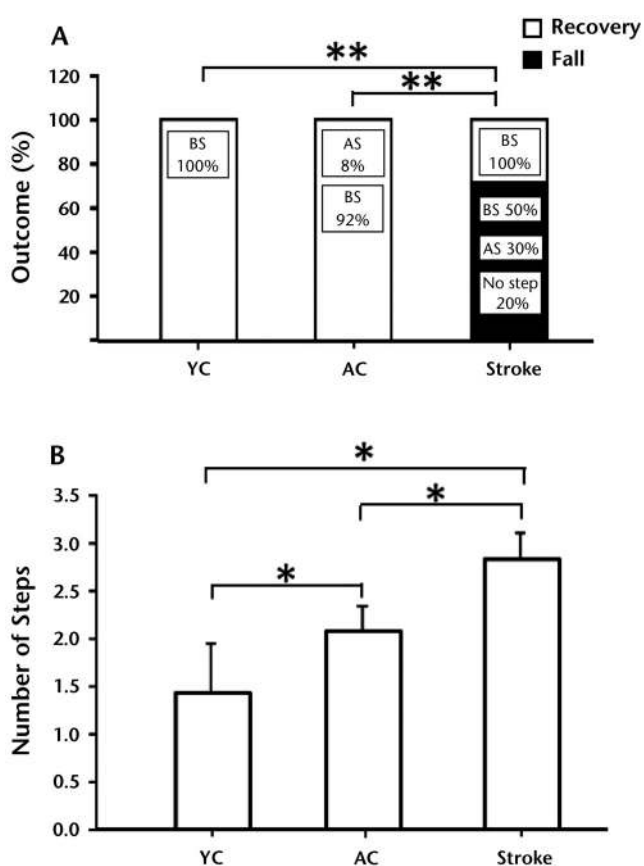 Recovery
Fall
A
**
**
120
100
80
60
40
20
Outcome (%)
BS
100%
AS
8%
BS
92%
BS
100%
BS 50%
AS 30%
No step
20%
YC
AC
Stroke
B
*
*
*
3.5
3.0
2.5
2.0
1.5
1.0
0.5
0.0
Number of Steps
YC
AC
Stroke